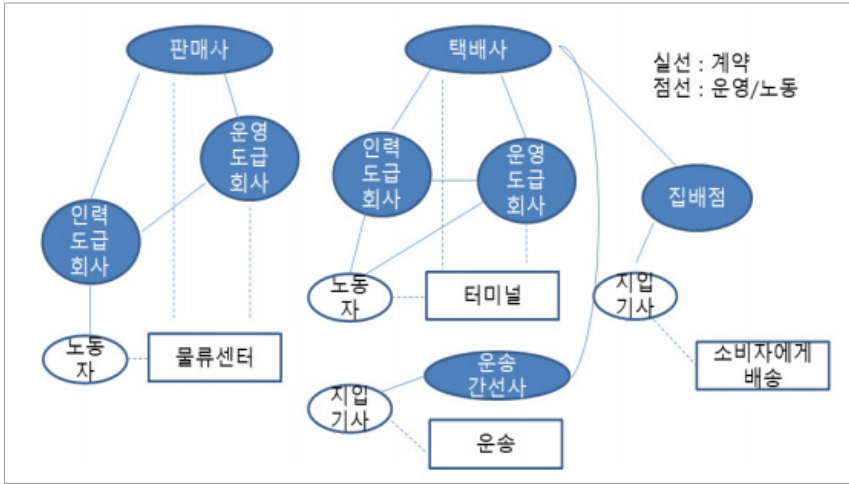 판매사
택배사
실선 : 계약
점선 : 운영/노동
운영
도급
회사
인력
도급
회사
인력
도급
회사
운영
도급
회사
집배점
노동
자
터미널
지입
기사
노동
자
물류센터
운송
간선사
소비자에게
배송
지입
기사
운송